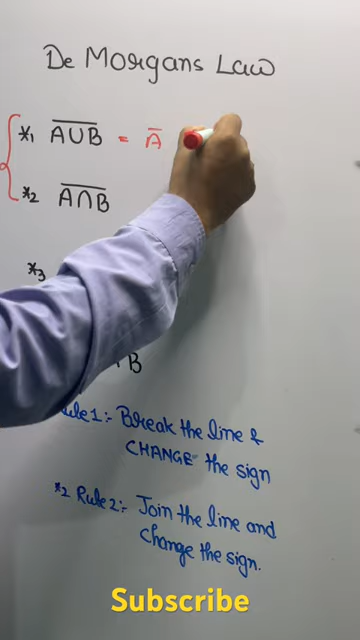 De Morgans Law
*1 A̅∪̅B̅ = A̅
*2 A̅∩̅B̅
*3
B
Rule 1:- Break the line &
CHANGE the sign
*2 Rule 2:- Join the line and
change the sign.
Subscribe